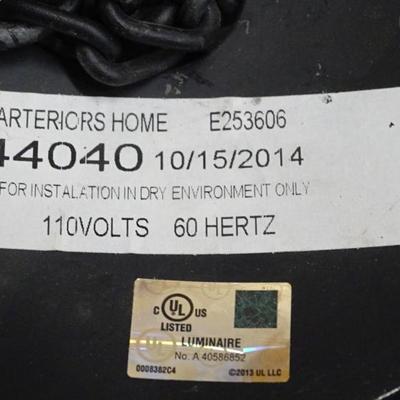 ARTERIORS HOME E253606
44040 10/15/2014
FOR INSTALATION IN DRY ENVIRONMENT ONLY
110VOLTS 60 HERTZ
C UL US
LISTED
LUMINAIRE
No. A 40586852
0008382C4 ©2013 UL LLC